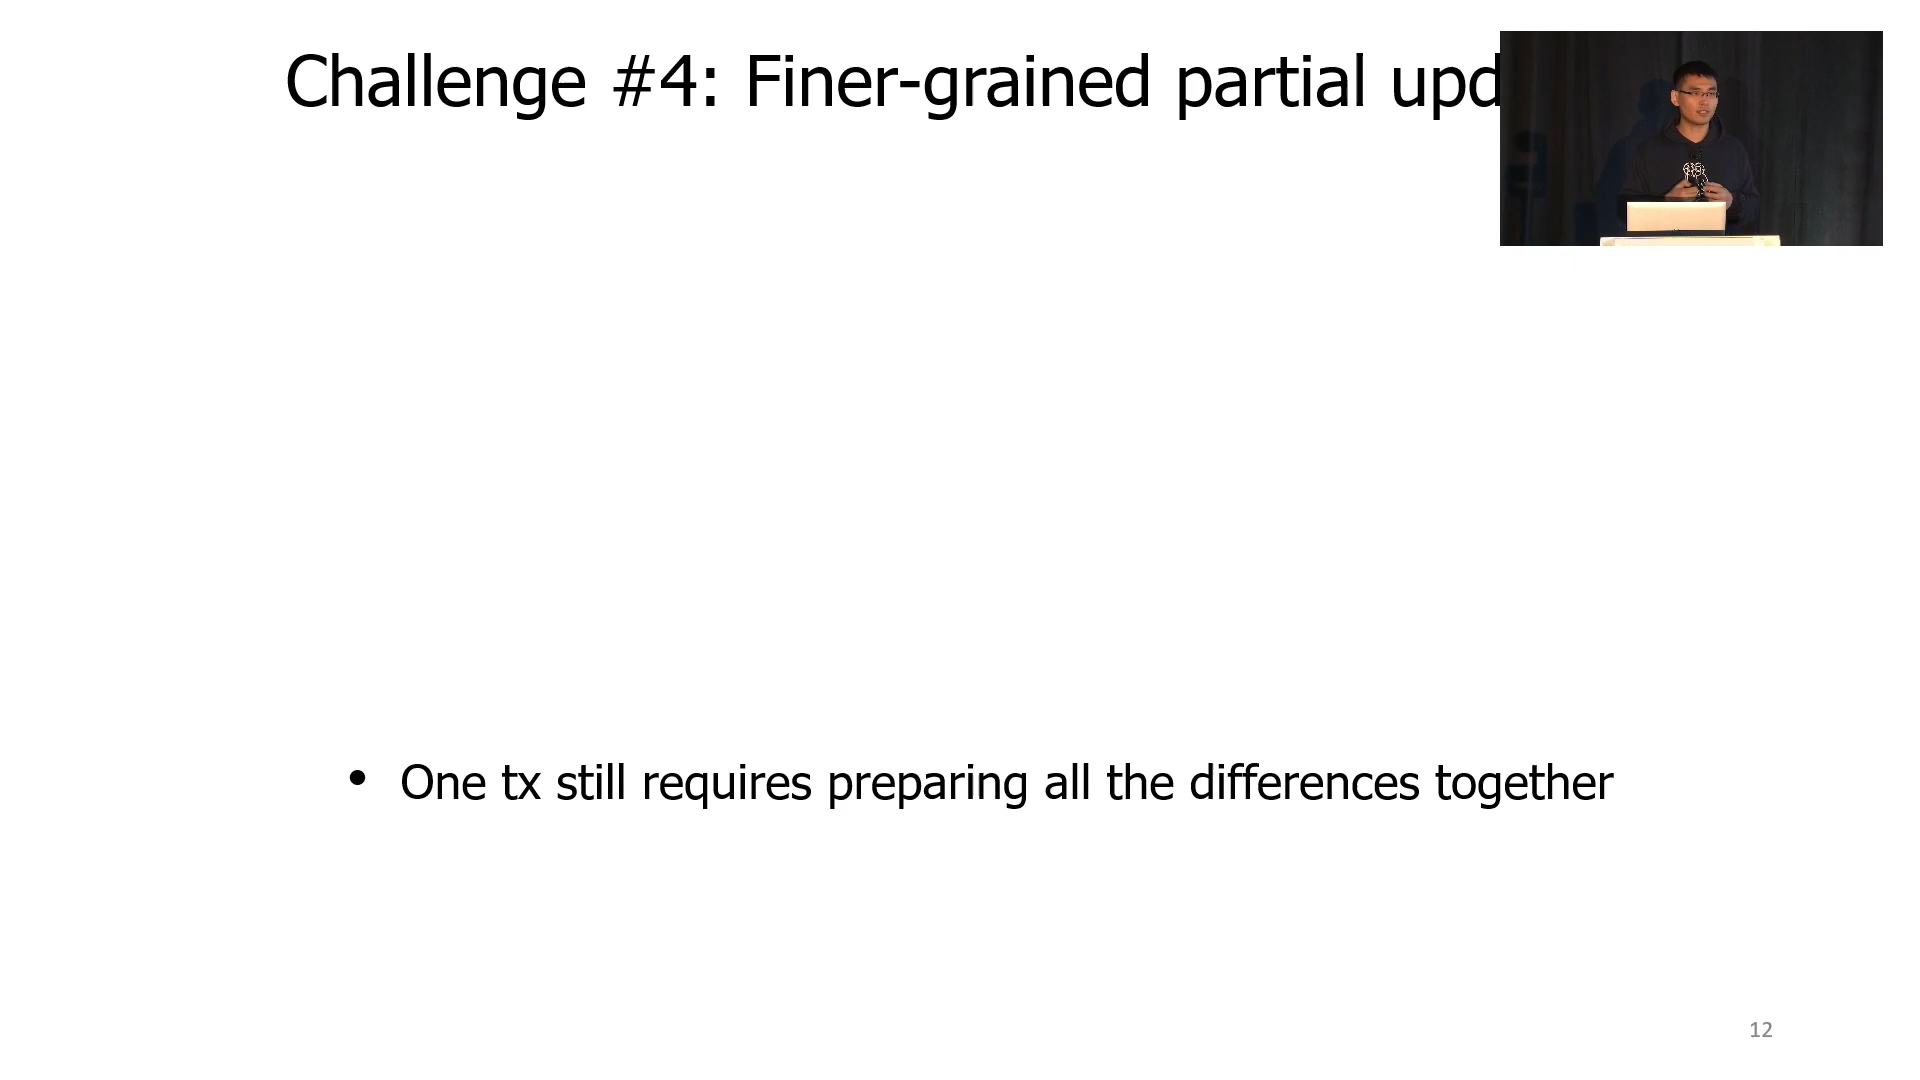 Challenge #4: Finer-grained partial upd
• One tx still requires preparing all the differences together
12